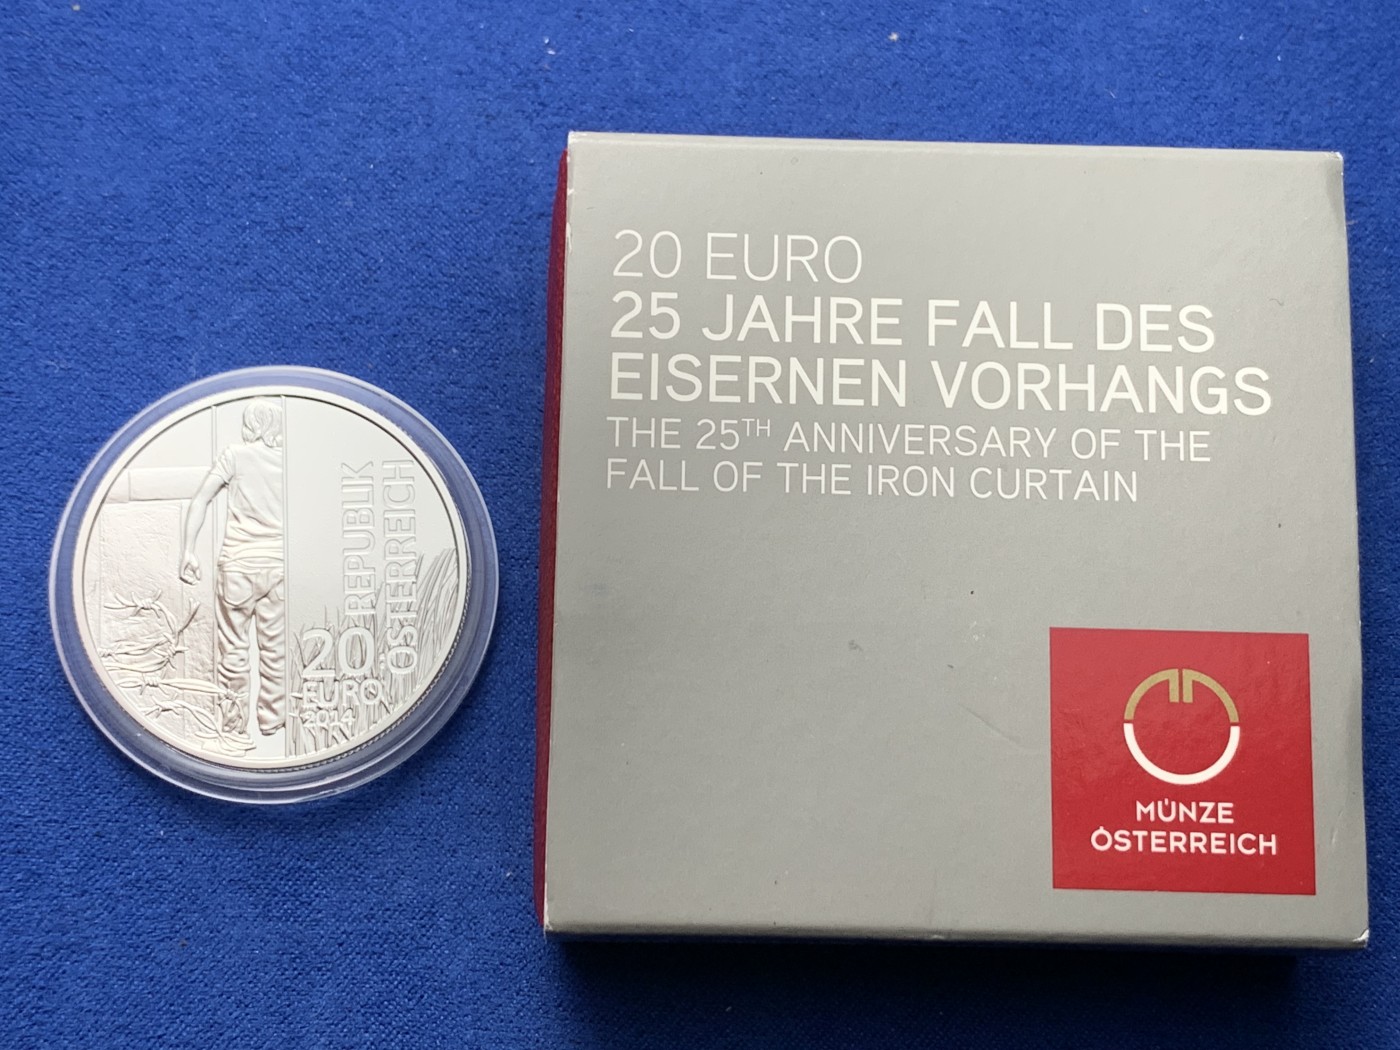 REPUBLIK
ÖSTERREICH
20
EURO
2014
20 EURO
25 JAHRE FALL DES
EISERNEN VORHANGS
THE 25TH ANNIVERSARY OF THE
FALL OF THE IRON CURTAIN
MÜNZE
ÖSTERREICH